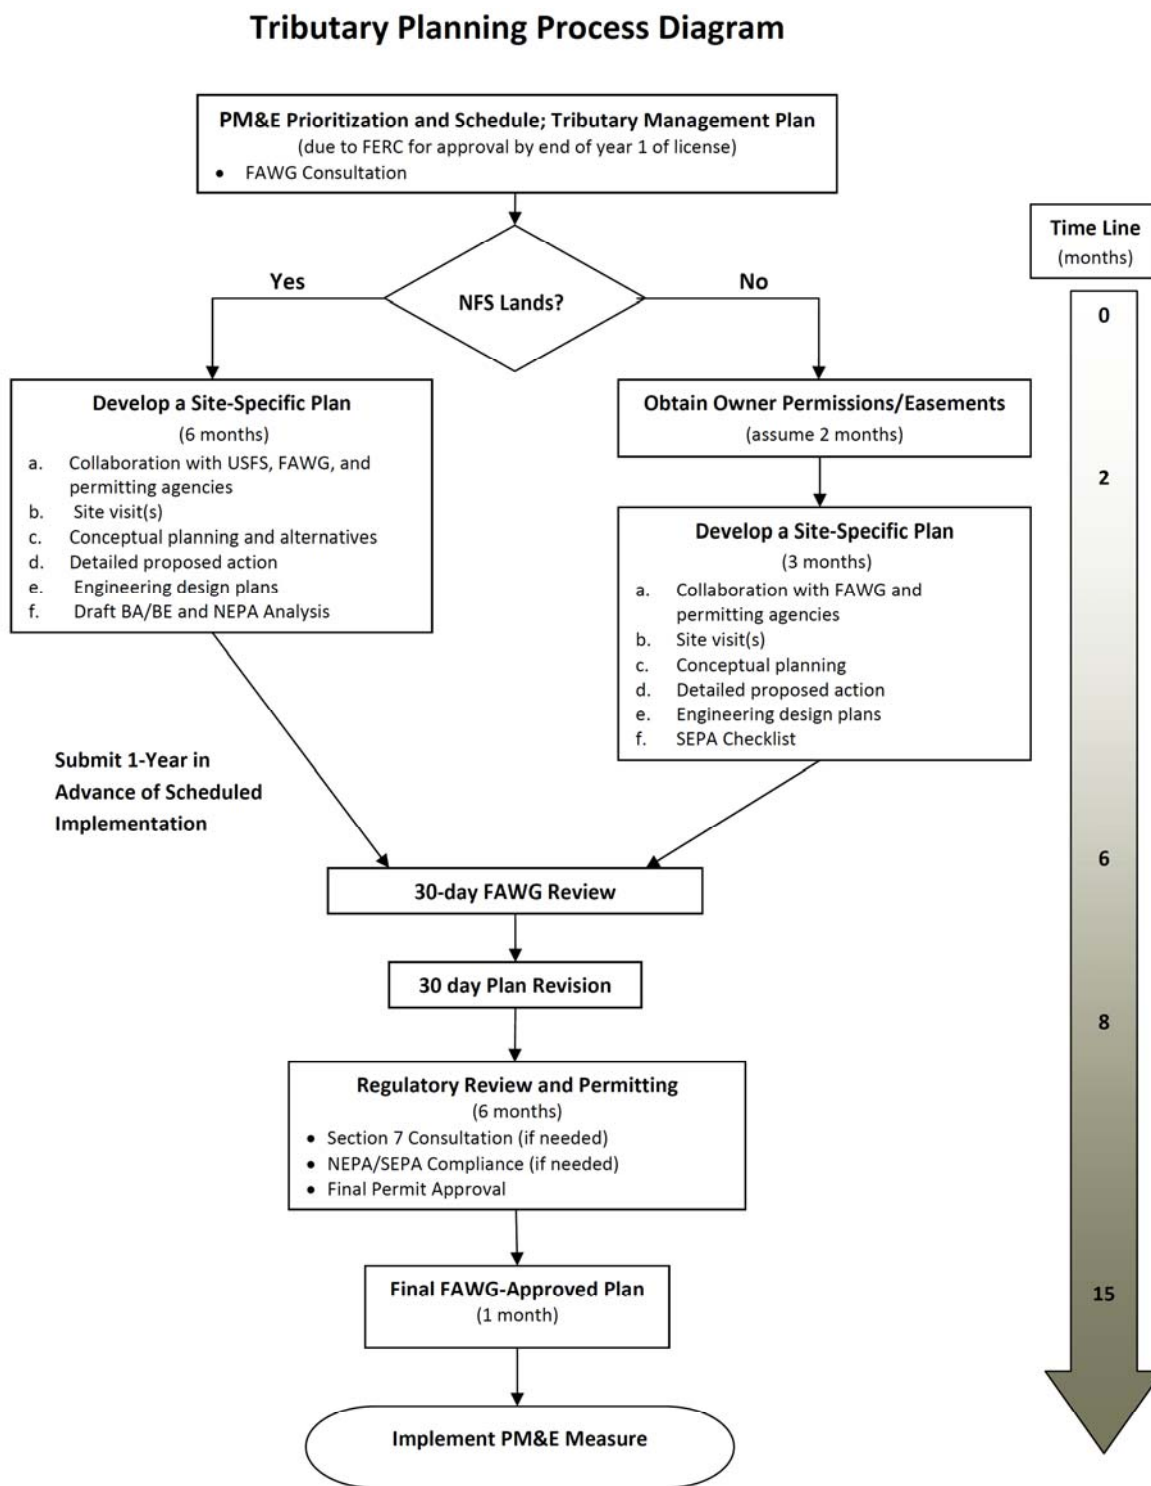 Tributary Planning Process Diagram
PM&E Prioritization and Schedule; Tributary Management Plan
(due to FERC for approval by end of year 1 of license)
• FAWG Consultation
Time Line
(months)
Yes
No
NFS Lands?
0
Develop a Site-Specific Plan
(6 months)
a. Collaboration with USFS, FAWG, and
permitting agencies
b. Site visit(s)
c. Conceptual planning and alternatives
d. Detailed proposed action
e. Engineering design plans
f. Draft BA/BE and NEPA Analysis
Obtain Owner Permissions/Easements
(assume 2 months)
2
Develop a Site-Specific Plan
(3 months)
a. Collaboration with FAWG and
permitting agencies
b. Site visit(s)
c. Conceptual planning
d. Detailed proposed action
e. Engineering design plans
f. SEPA Checklist
Submit 1-Year in
Advance of Scheduled
Implementation
6
30-day FAWG Review
30 day Plan Revision
8
Regulatory Review and Permitting
(6 months)
• Section 7 Consultation (if needed)
• NEPA/SEPA Compliance (if needed)
• Final Permit Approval
Final FAWG-Approved Plan
(1 month)
15
Implement PM&E Measure